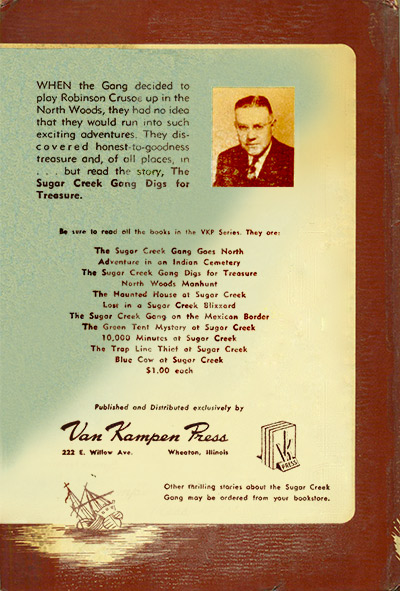 WHEN the Gang decided to
play Robinson Crusoe up in the
North Woods, they had no idea
that they would run into such
exciting adventures. They dis-
covered honest-to-goodness
treasure and, of all places, in
. . . but read the story, The
Sugar Creek Gang Digs for
Treasure.
Be sure to read all the books in the VKP Series. They are:
The Sugar Creek Gang Goes North
Adventure in an Indian Cemetery
The Sugar Creek Gang Digs for Treasure
North Woods Manhunt
The Haunted House at Sugar Creek
Lost in a Sugar Creek Blizzard
The Sugar Creek Gang on the Mexican Border
The Green Tent Mystery at Sugar Creek
10,000 Minutes at Sugar Creek
The Trap Line Thief at Sugar Creek
Blue Cow at Sugar Creek
$1.00 each
Published and Distributed exclusively by
Van Kampen Press
222 E. Willow Ave. Wheaton, Illinois
VK
PRESS
Other thrilling stories about the Sugar Creek
Gang may be ordered from your bookstore.